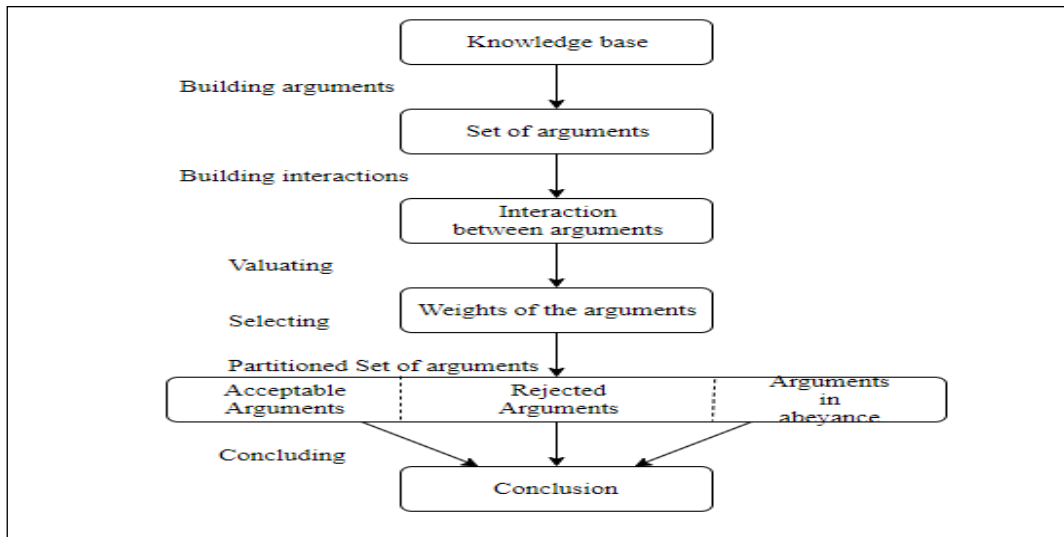 Knowledge base
Building arguments
Set of arguments
Building interactions
Interaction
between arguments
Valuating
Weights of the arguments
Selecting
Partitioned Set of arguments
Acceptable
Arguments
Rejected
Arguments
Arguments
in
abeyance
Concluding
Conclusion